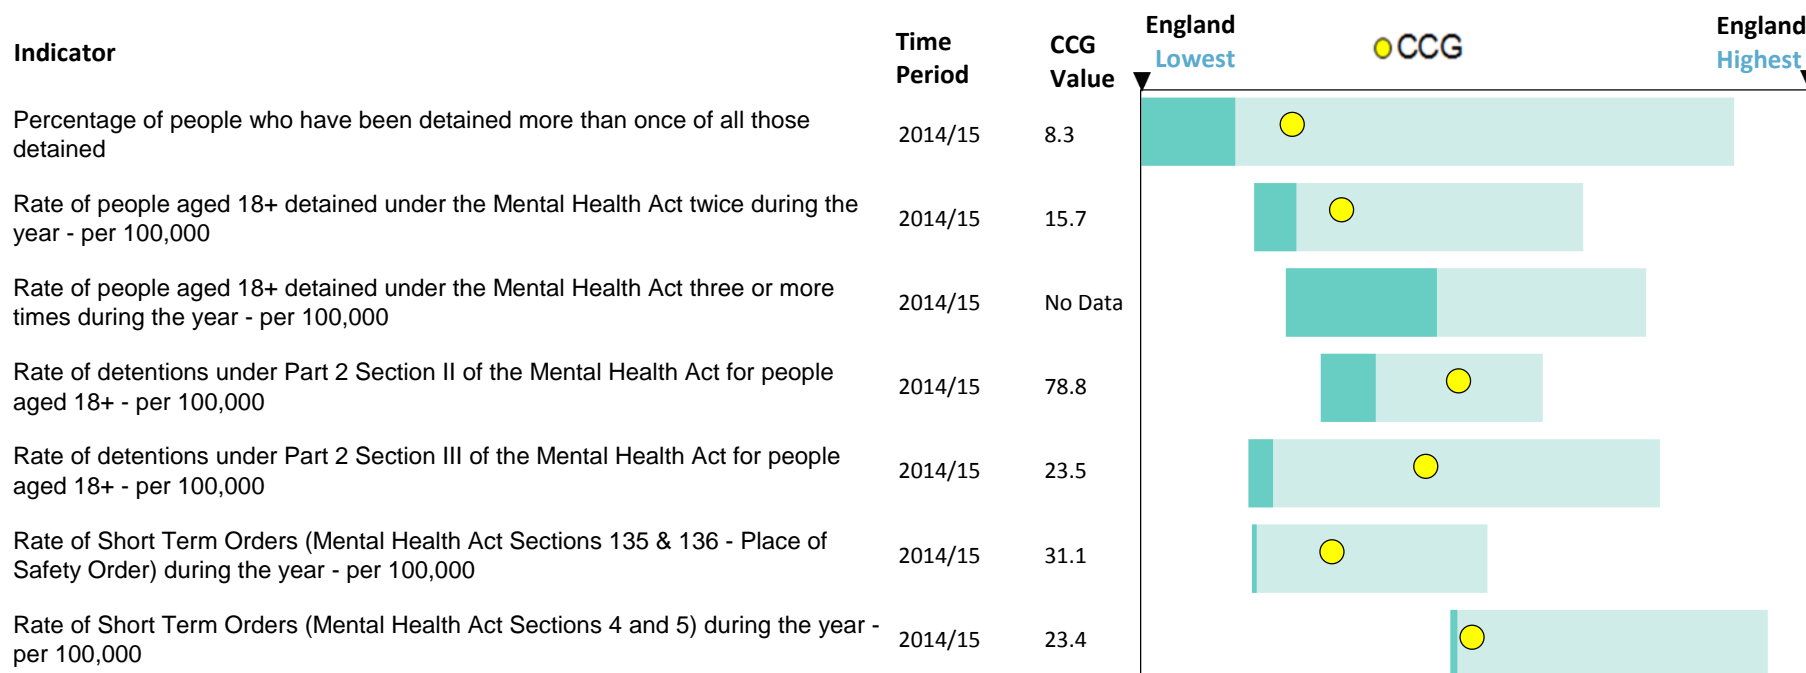 Indicator
Time Period
CCG Value
England Lowest
CCG
England Highest
Percentage of people who have been detained more than once of all those
detained
2014/15
8.3
Rate of people aged 18+ detained under the Mental Health Act twice during the
year - per 100,000
2014/15
15.7
Rate of people aged 18+ detained under the Mental Health Act three or more
times during the year - per 100,000
2014/15
No Data
Rate of detentions under Part 2 Section II of the Mental Health Act for people
aged 18+ - per 100,000
2014/15
78.8
Rate of detentions under Part 2 Section III of the Mental Health Act for people
aged 18+ - per 100,000
2014/15
23.5
Rate of Short Term Orders (Mental Health Act Sections 135 & 136 - Place of
Safety Order) during the year - per 100,000
2014/15
31.1
Rate of Short Term Orders (Mental Health Act Sections 4 and 5) during the year -
per 100,000
2014/15
23.4